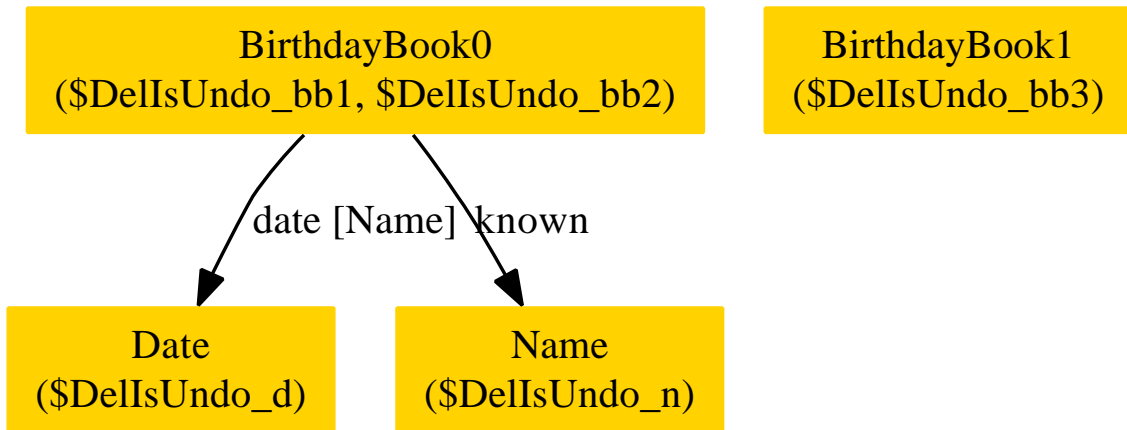 BirthdayBook0
($DelIsUndo_bb1, $DelIsUndo_bb2)
BirthdayBook1
($DelIsUndo_bb3)
date [Name]
known
Date
($DelIsUndo_d)
Name
($DelIsUndo_n)